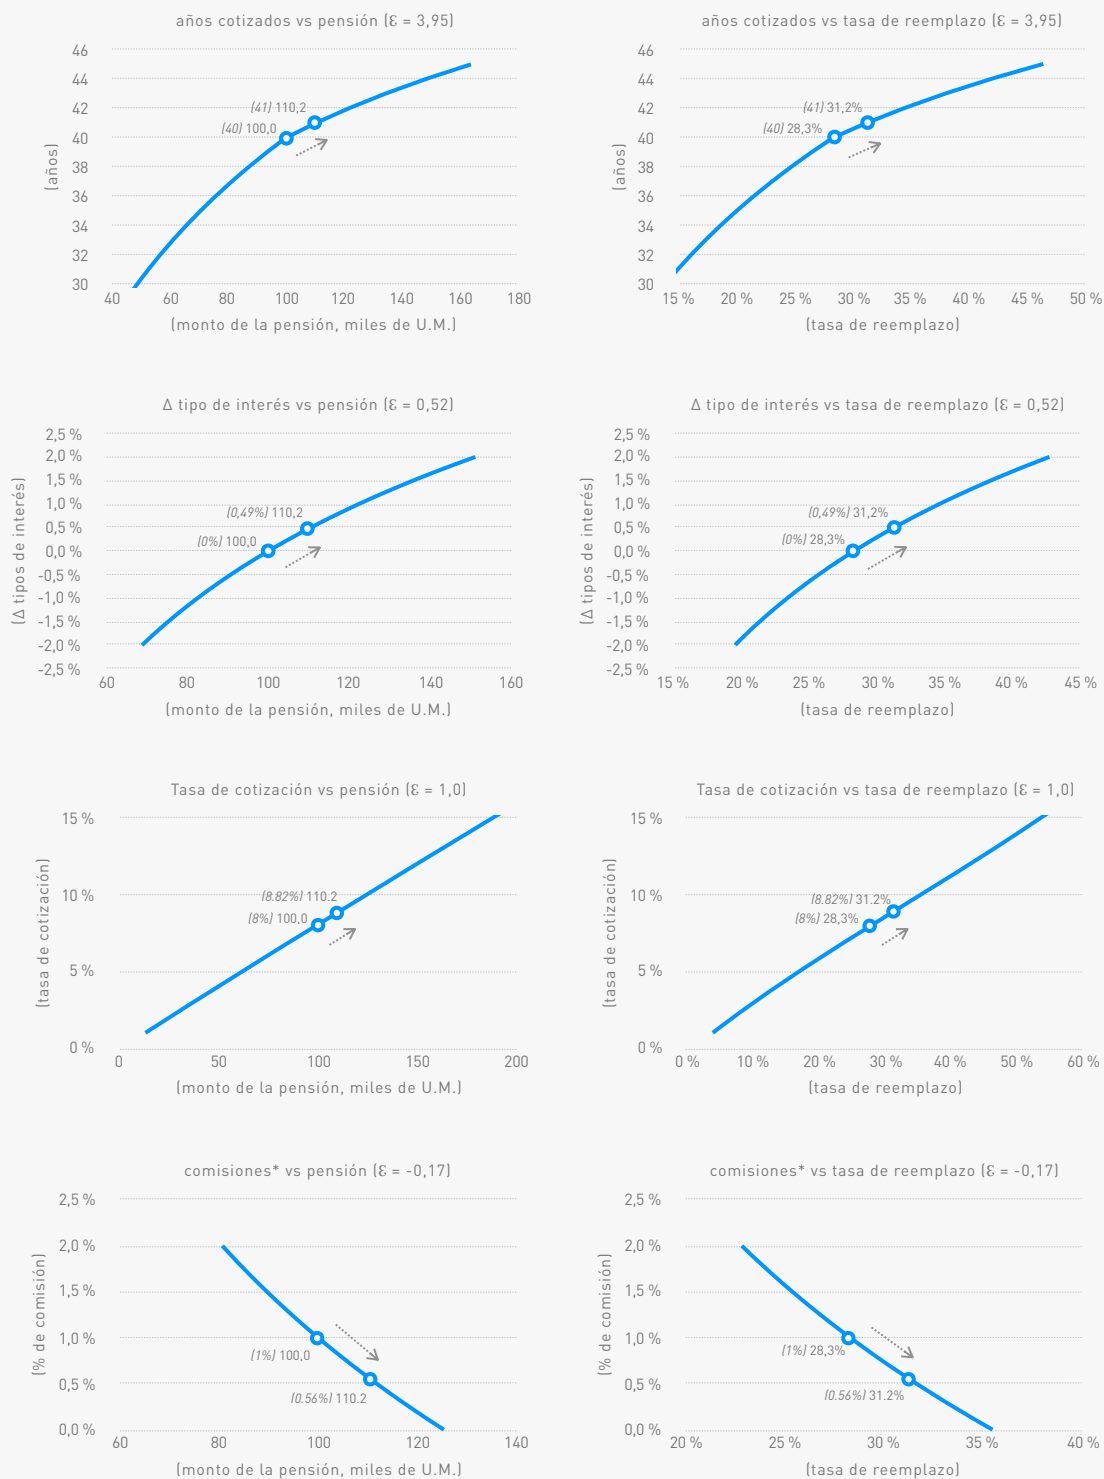 años cotizados vs pensión (Ɛ = 3,95)
46
44
42
40
38
36
34
32
30
(años)
(41) 110,2
(40) 100,0
40 60 80 100 120 140 160 180
(monto de la pensión, miles de U.M.)
años cotizados vs tasa de reemplazo (Ɛ = 3,95)
46
44
42
40
38
36
34
32
30
(años)
(41) 31,2%
(40) 28,3%
15 % 20 % 25 % 30 % 35 % 40 % 45 % 50 %
(tasa de reemplazo)
Δ tipo de interés vs pensión (Ɛ = 0,52)
2,5 %
2,0 %
1,5 %
1,0 %
0,5 %
0,0 %
-0,5 %
-1,0 %
-1,5 %
-2,0 %
-2,5 %
(Δ tipos de interés)
(0,49%) 110,2
(0%) 100,0
60 80 100 120 140 160
(monto de la pensión, miles de U.M.)
Δ tipo de interés vs tasa de reemplazo (Ɛ = 0,52)
2,5 %
2,0 %
1,5 %
1,0 %
0,5 %
0,0 %
-0,5 %
-1,0 %
-1,5 %
-2,0 %
-2,5 %
(Δ tipos de interés)
(0,49%) 31,2%
(0%) 28,3%
15 % 20 % 25 % 30 % 35 % 40 % 45 %
(tasa de reemplazo)
Tasa de cotización vs pensión (Ɛ = 1,0)
15 %
10 %
5 %
0 %
(tasa de cotización)
(8.82%) 110.2
(8%) 100,0
0 50 100 150 200
(monto de la pensión, miles de U.M.)
Tasa de cotización vs tasa de reemplazo (Ɛ = 1,0)
15 %
10 %
5 %
0 %
(tasa de cotización)
(8.82%) 31.2%
(8%) 28,3%
0 % 10 % 20 % 30 % 40 % 50 % 60 %
(tasa de reemplazo)
comisiones* vs pensión (Ɛ = -0,17)
2,5 %
2,0 %
1,5 %
1,0 %
0,5 %
0,0 %
(% de comisión)
(1%) 100,0
(0.56%) 110.2
60 80 100 120 140
(monto de la pensión, miles de U.M.)
comisiones* vs tasa de reemplazo (Ɛ = -0,17)
2,5 %
2,0 %
1,5 %
1,0 %
0,5 %
0,0 %
(% de comisión)
(1%) 28,3%
(0.56%) 31.2%
20 % 25 % 30 % 35 % 40 %
(tasa de reemplazo)